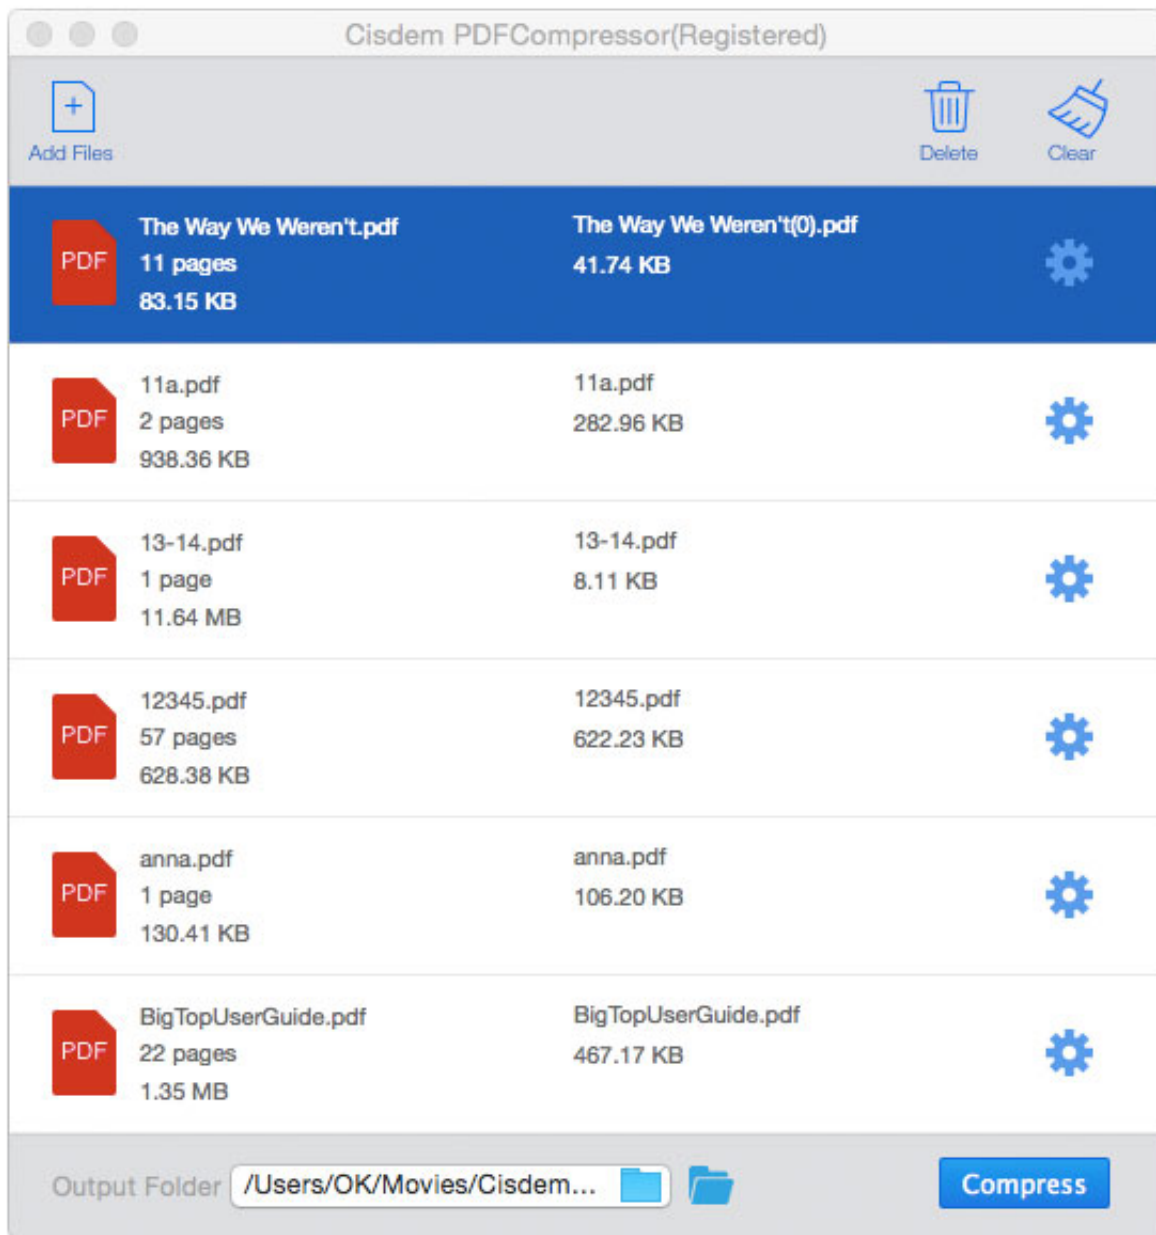 Cisdem PDFCompressor(Registered)
Add Files
Delete
Clear
PDF
The Way We Weren't.pdf
11 pages
83.15 KB
The Way We Weren't(0).pdf
41.74 KB
PDF
11a.pdf
2 pages
938.36 KB
11a.pdf
282.96 KB
PDF
13-14.pdf
1 page
11.64 MB
13-14.pdf
8.11 KB
PDF
12345.pdf
57 pages
628.38 KB
12345.pdf
622.23 KB
PDF
anna.pdf
1 page
130.41 KB
anna.pdf
106.20 KB
PDF
BigTopUserGuide.pdf
22 pages
1.35 MB
BigTopUserGuide.pdf
467.17 KB
Output Folder
/Users/OK/Movies/Cisdem...
Compress